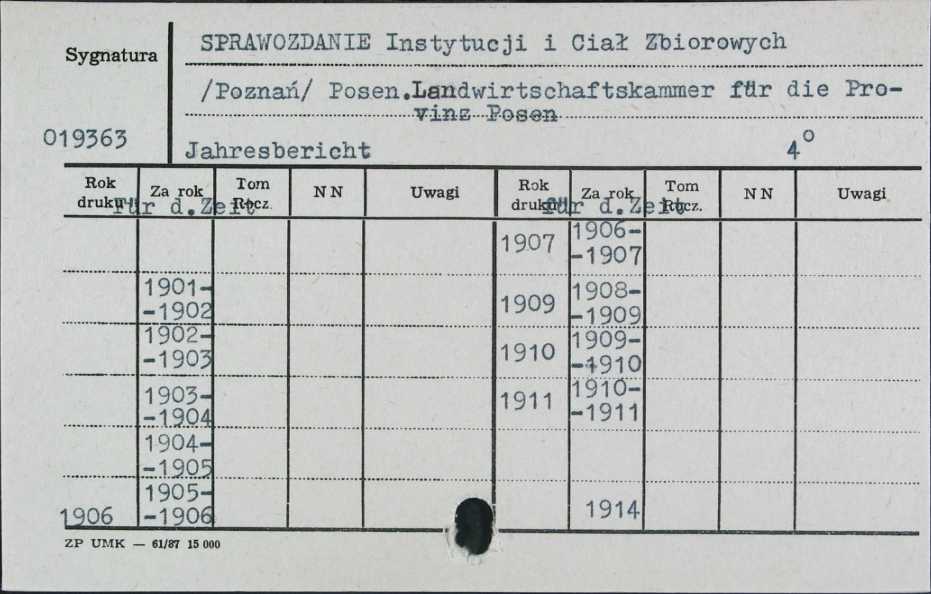 Sygnatura
SPRAWOZDANIE Instytucji i Ciał Zbiorowych
/Poznań/ Posen.Landwirtschaftskammer für die Pro-
vinz Posen
019363
Jahresbericht 4°
Rok druku Za rok Tom Rocz. NN Uwagi Rok druku Za rok Tom Rocz. NN Uwagi
für d.Zeit für d.Zeit
1907 1906-
-1907
1901-
-1902
1909 1908-
-1909
1902-
-1903
1910 1909-
-1910
1903-
-1904
1911 1910-
-1911
1904-
-1905
1906 1905-
-1906
1914
ZP UMK — 61/87 15 000